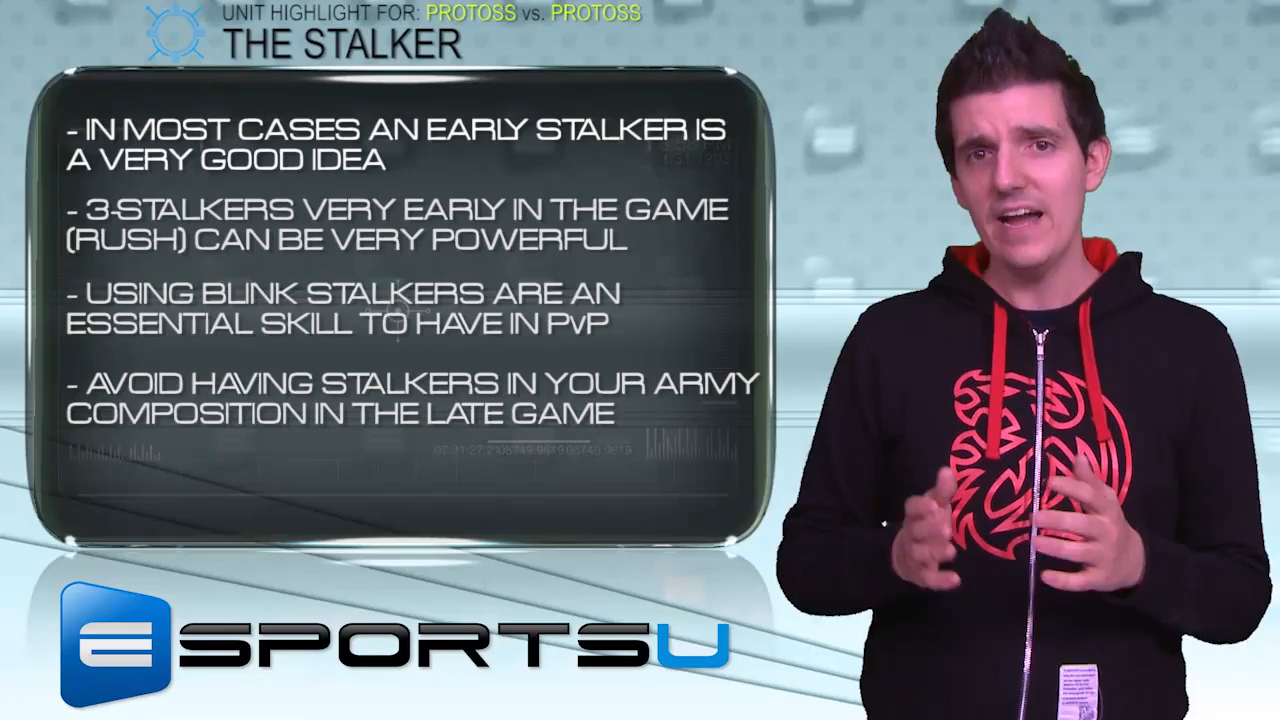 UNIT HIGHLIGHT FOR: PROTOSS vs. PROTOSS
THE STALKER
- IN MOST CASES AN EARLY STALKER IS
A VERY GOOD IDEA
- 3-STALKERS VERY EARLY IN THE GAME
(RUSH) CAN BE VERY POWERFUL
- USING BLINK STALKERS ARE AN
ESSENTIAL SKILL TO HAVE IN PvP
- AVOID HAVING STALKERS IN YOUR ARMY
COMPOSITION IN THE LATE GAME
ESPORTSU